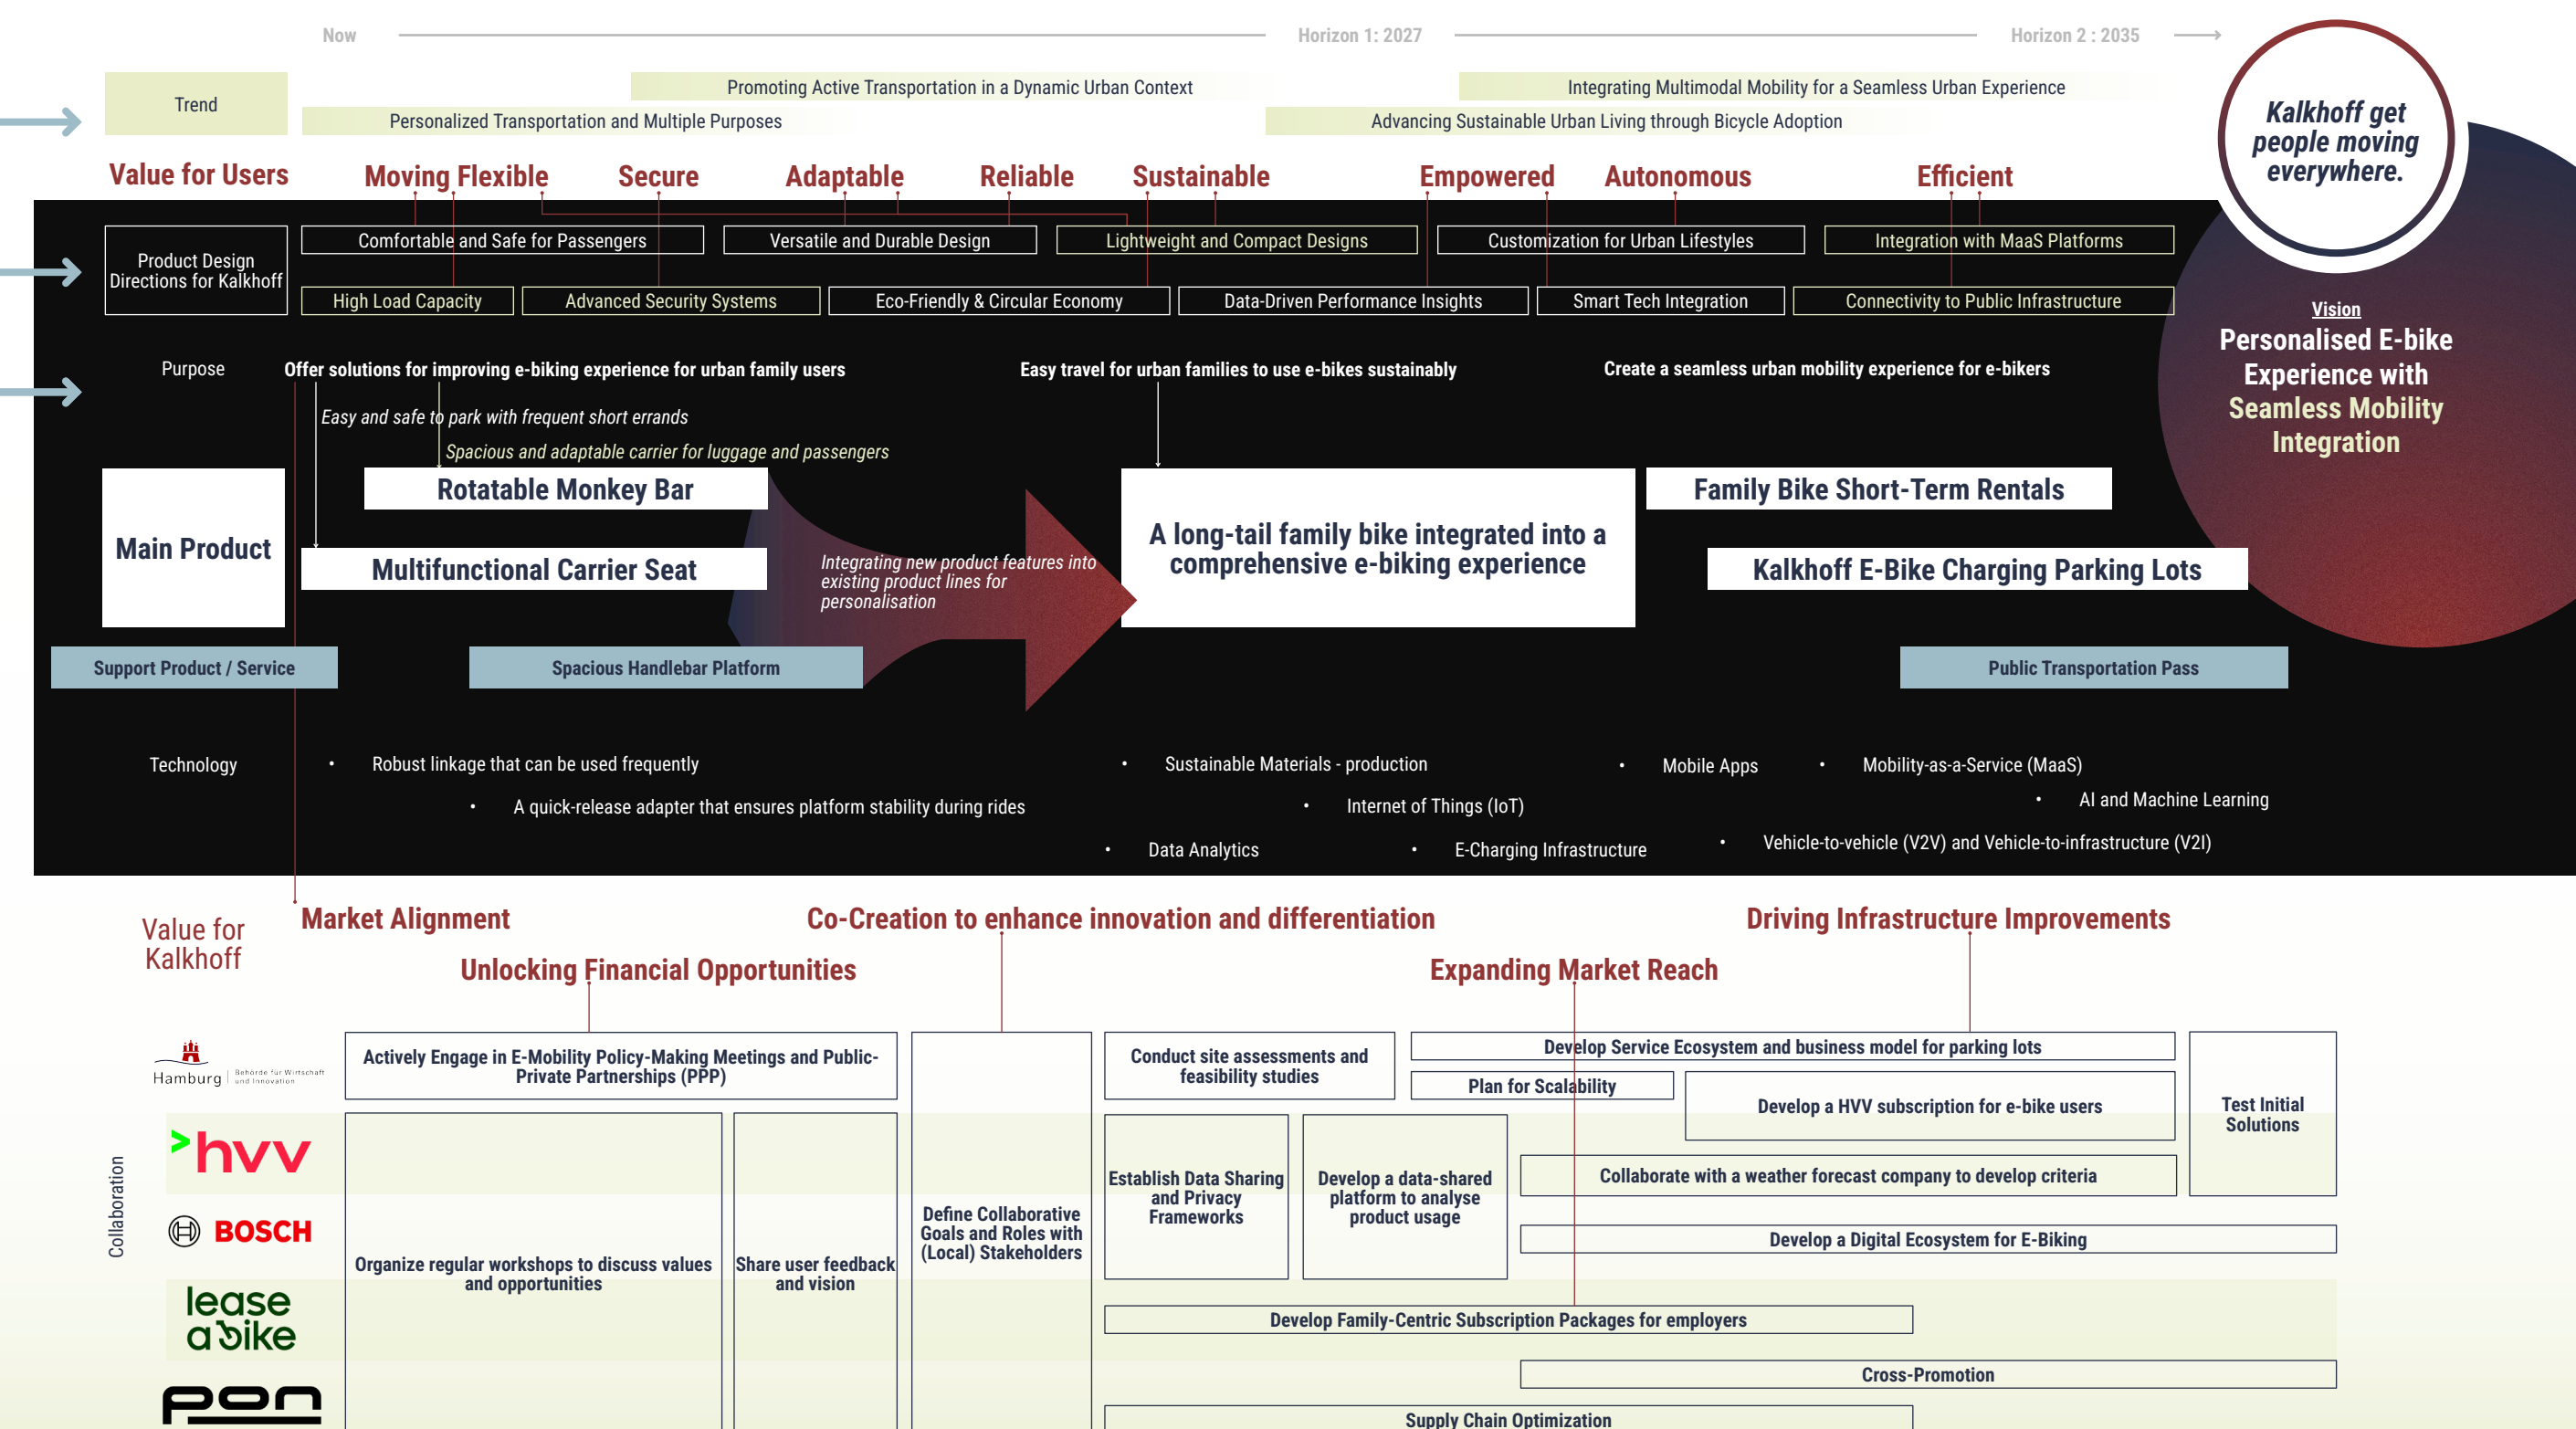 Now
Horizon 1: 2027
Horizon 2 : 2035
Trend
Promoting Active Transportation in a Dynamic Urban Context
Integrating Multimodal Mobility for a Seamless Urban Experience
Personalized Transportation and Multiple Purposes
Advancing Sustainable Urban Living through Bicycle Adoption
Kalkhoff get
people moving
everywhere.
Value for Users
Moving Flexible
Secure
Adaptable
Reliable
Sustainable
Empowered
Autonomous
Efficient
Product Design
Directions for Kalkhoff
Comfortable and Safe for Passengers
Versatile and Durable Design
Lightweight and Compact Designs
Customization for Urban Lifestyles
Integration with MaaS Platforms
High Load Capacity
Advanced Security Systems
Eco-Friendly & Circular Economy
Data-Driven Performance Insights
Smart Tech Integration
Connectivity to Public Infrastructure
Vision
Personalised E-bike
Experience with
Seamless Mobility
Integration
Purpose
Offer solutions for improving e-biking experience for urban family users
Easy travel for urban families to use e-bikes sustainably
Create a seamless urban mobility experience for e-bikers
Easy and safe to park with frequent short errands
Spacious and adaptable carrier for luggage and passengers
Main Product
Rotatable Monkey Bar
Multifunctional Carrier Seat
Integrating new product features into
existing product lines for
personalisation
A long-tail family bike integrated into a
comprehensive e-biking experience
Family Bike Short-Term Rentals
Kalkhoff E-Bike Charging Parking Lots
Support Product / Service
Spacious Handlebar Platform
Public Transportation Pass
Technology
• Robust linkage that can be used frequently
• A quick-release adapter that ensures platform stability during rides
• Sustainable Materials - production
• Internet of Things (IoT)
• Data Analytics
• E-Charging Infrastructure
• Mobile Apps
• Mobility-as-a-Service (MaaS)
• AI and Machine Learning
• Vehicle-to-vehicle (V2V) and Vehicle-to-infrastructure (V2I)
Value for
Kalkhoff
Market Alignment
Co-Creation to enhance innovation and differentiation
Driving Infrastructure Improvements
Unlocking Financial Opportunities
Expanding Market Reach
Collaboration
Hamburg
Behörde für Wirtschaft
und Innovation
hvv
BOSCH
lease
a bike
pon
Actively Engage in E-Mobility Policy-Making Meetings and Public-
Private Partnerships (PPP)
Organize regular workshops to discuss values
and opportunities
Share user feedback
and vision
Define Collaborative
Goals and Roles with
(Local) Stakeholders
Conduct site assessments and
feasibility studies
Establish Data Sharing
and Privacy
Frameworks
Develop a data-shared
platform to analyse
product usage
Develop Service Ecosystem and business model for parking lots
Plan for Scalability
Develop a HVV subscription for e-bike users
Test Initial
Solutions
Collaborate with a weather forecast company to develop criteria
Develop a Digital Ecosystem for E-Biking
Develop Family-Centric Subscription Packages for employers
Cross-Promotion
Supply Chain Optimization